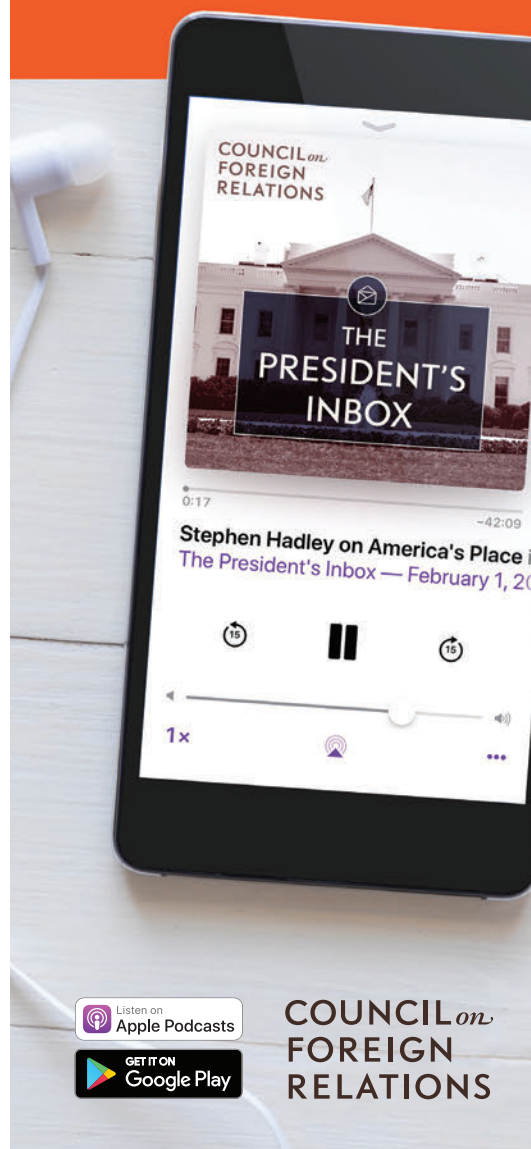 COUNCIL on
FOREIGN
RELATIONS
THE
PRESIDENT'S
INBOX
0:17
-42:09
Stephen Hadley on America's Place i
The President's Inbox — February 1, 20
15
15
1×
Listen on
Apple Podcasts
GET IT ON
Google Play
COUNCIL on
FOREIGN
RELATIONS